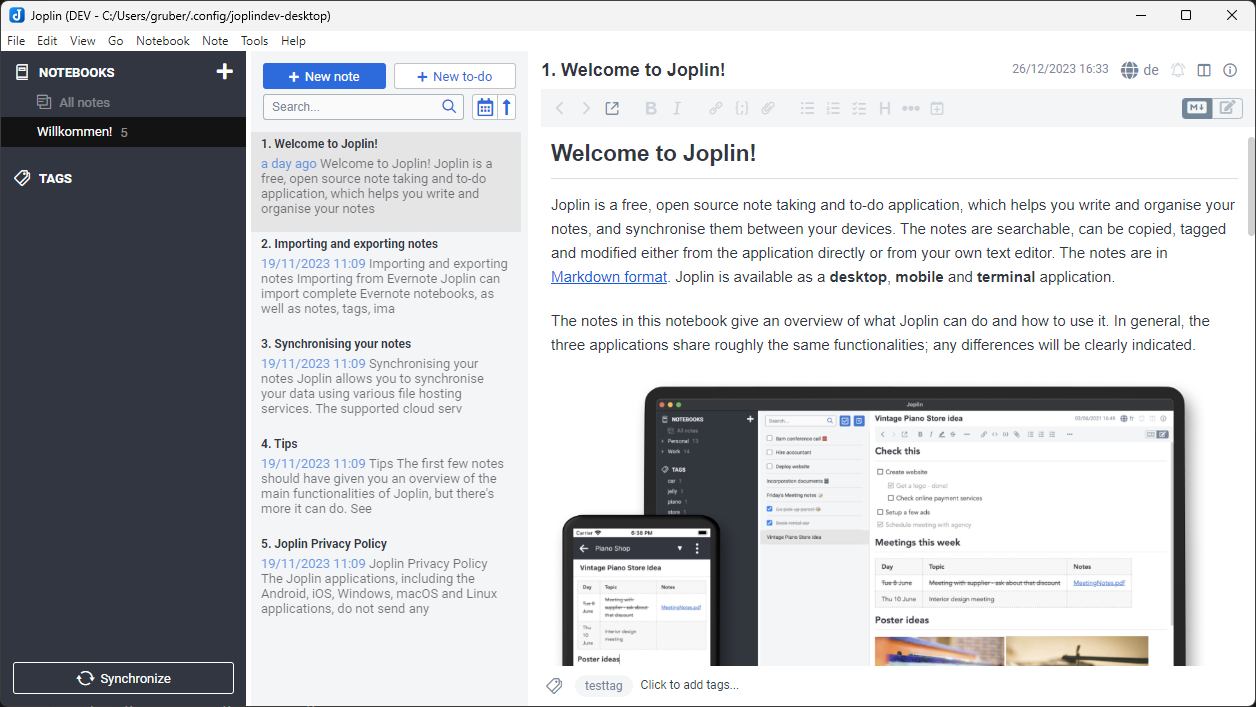 Joplin (DEV - C:/Users/gruber/.config/joplindev-desktop)
File Edit View Go Notebook Note Tools Help
NOTEBOOKS
All notes
Willkommen! 5
TAGS
Synchronize
New note
New to-do
Search...
1. Welcome to Joplin!
a day ago Welcome to Joplin! Joplin is a
free, open source note taking and to-do
application, which helps you write and
organise your notes
2. Importing and exporting notes
19/11/2023 11:09 Importing and exporting
notes Importing from Evernote Joplin can
import complete Evernote notebooks, as
well as notes, tags, ima
3. Synchronising your notes
19/11/2023 11:09 Synchronising your
notes Joplin allows you to synchronise
your data using various file hosting
services. The supported cloud serv
4. Tips
19/11/2023 11:09 Tips The first few notes
should have given you an overview of the
main functionalities of Joplin, but there's
more it can do. See
5. Joplin Privacy Policy
19/11/2023 11:09 Joplin Privacy Policy
The Joplin applications, including the
Android, iOS, Windows, macOS and Linux
applications, do not send any
1. Welcome to Joplin!
26/12/2023 16:33 de
B I H M
Welcome to Joplin!
Joplin is a free, open source note taking and to-do application, which helps you write and organise your
notes, and synchronise them between your devices. The notes are searchable, can be copied, tagged
and modified either from the application directly or from your own text editor. The notes are in
Markdown format. Joplin is available as a desktop, mobile and terminal application.
The notes in this notebook give an overview of what Joplin can do and how to use it. In general, the
three applications share roughly the same functionalities; any differences will be clearly indicated.
Joplin
NOTEBOOKS
All notes
Personal 13
Work 14
TAGS
car 1
jelly 1
piano 1
store 1
Search...
Item conference call
Hire accountant
Deploy website
Incorporation documents
Friday's Meeting notes
Go pick up parcel
Book rental car
Vintage Piano Store idea
Vintage Piano Store idea
fr
Check this
Create website
Get a logo - done!
Check online payment services
Setup a few ads
Schedule meeting with agency
Meetings this week
Day Topic Notes
Tue 8 June Meeting with supplier - ask about that discount MeetingNotes.pdf
Thu 10 June Interior design meeting
Poster ideas
Carrier 6:38 PM
Piano Shop
Vintage Piano Store Idea
Day Topic Notes
Tue 8 Meeting with
June supplier - ask about MeetingNotes.pdf
that discount
Thu
10 Interior design
June meeting
Poster ideas
testtag Click to add tags...